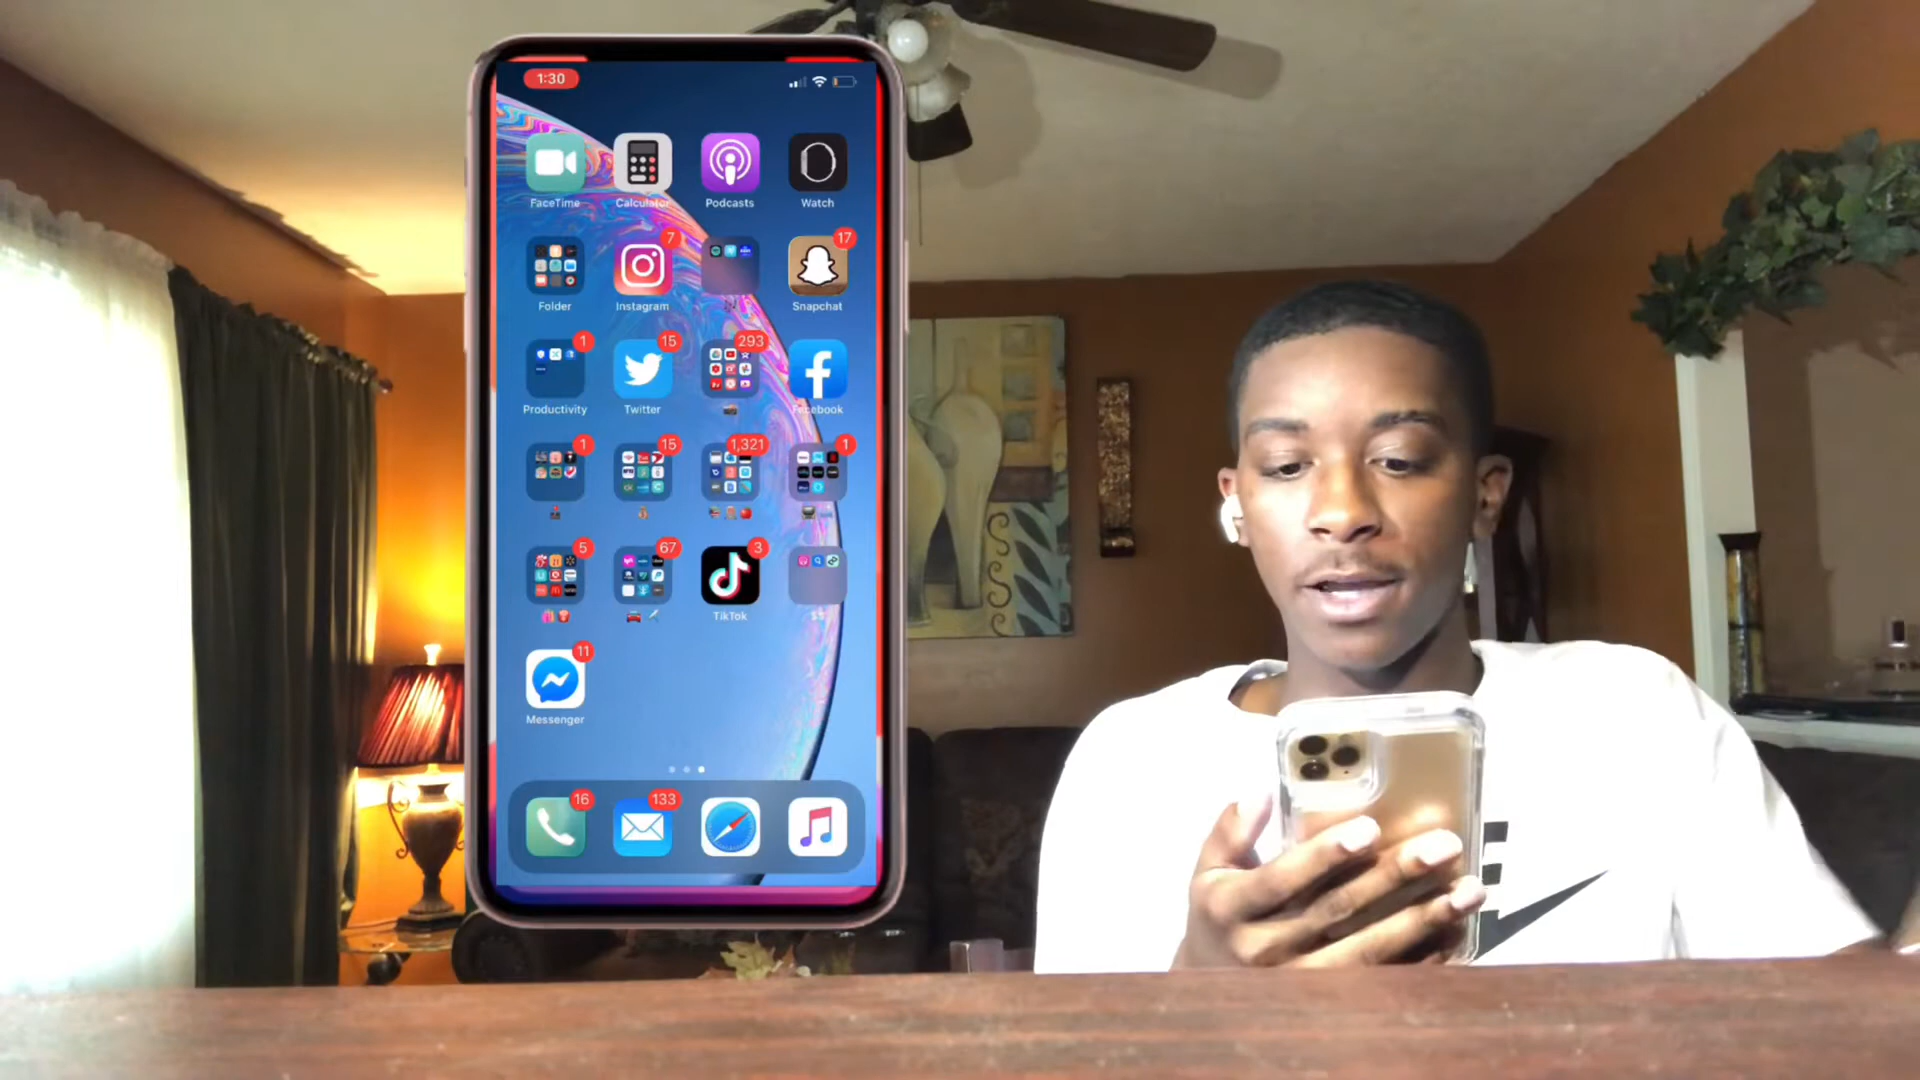 1:30
FaceTime Calculator Podcasts Watch
7 17
Folder Instagram Snapchat
1 15 293
Productivity Twitter Facebook
1 15 1,321 1
5 67 3
TikTok $$
11
Messenger
16 133